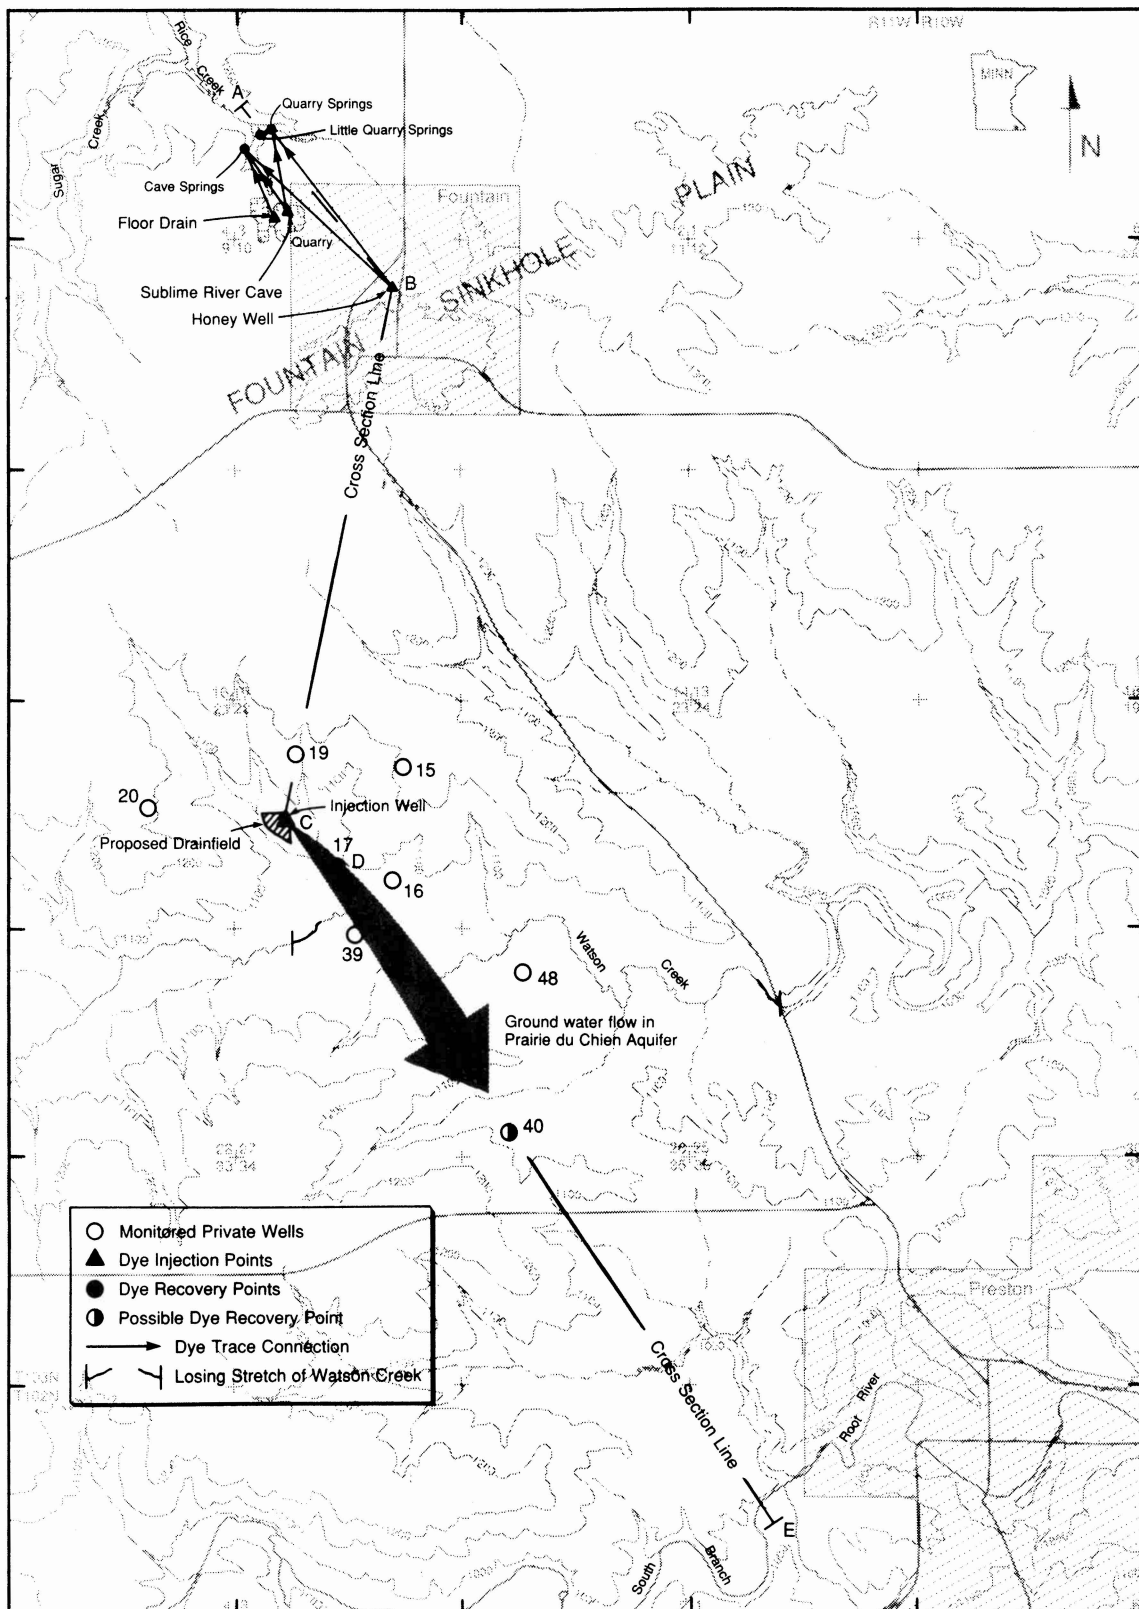 R11W R10W
MINN
N
Rice
Creek
A
Quarry Springs
Little Quarry Springs
Sugar
Creek
Cave Springs
Floor Drain
Quarry
Fountain
Sublime River Cave
Honey Well
B
FOUNTAIN SINKHOLE PLAIN
Cross Section Line
19
15
20
Injection Well
C
Proposed Drainfield
17
D
16
39
48
Watson
Creek
Ground water flow in
Prairie du Chien Aquifer
40
Monitored Private Wells
Dye Injection Points
Dye Recovery Points
Possible Dye Recovery Point
Dye Trace Connection
Losing Stretch of Watson Creek
Preston
Cross Section Line
Root River
E
South
Branch